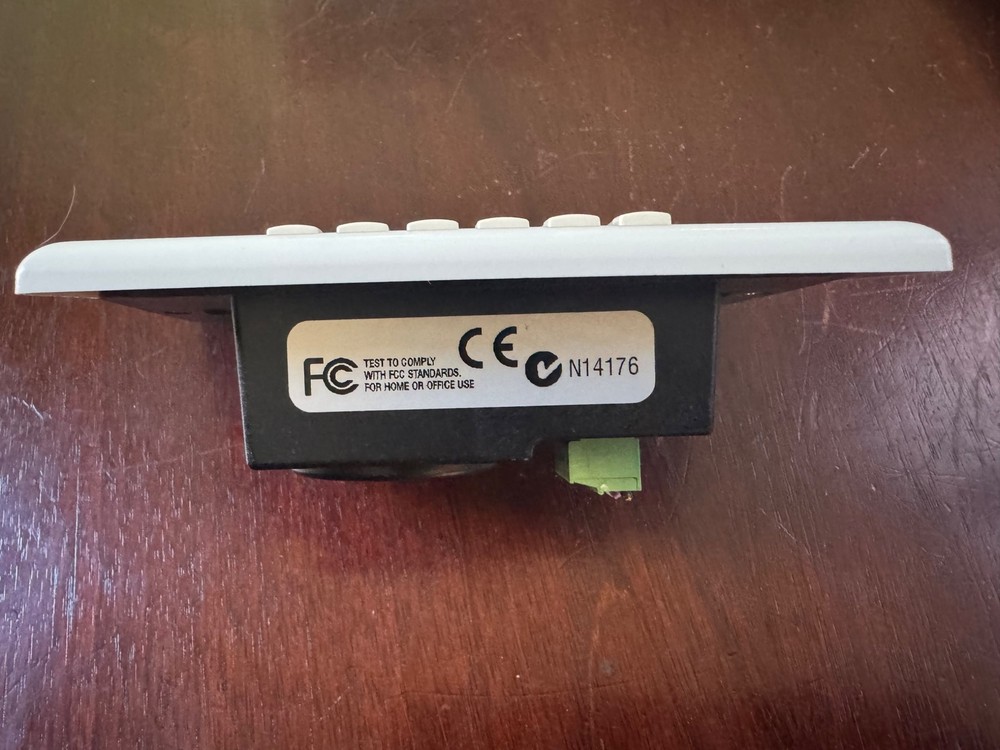 FC
TEST TO COMPLY
WITH FCC STANDARDS.
FOR HOME OR OFFICE USE
CE
N14176